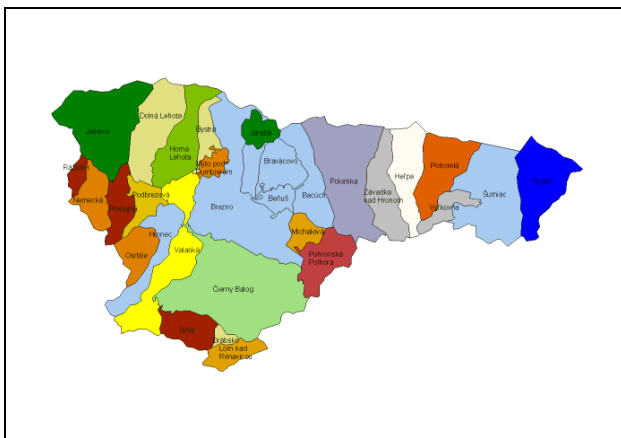 Dolná Lehota
Bystrá
Jasenie
Jarabá
Horná
Lehota
Bravácovo
Mýto pod
Ďumbierom
Ráztoka
Heľpa
Pohorelá
Polomka
Závadka
nad Hronom
Podbrezová
Beňuš
Bacúch
Šumiac
Nemecká
Predajná
Brezno
Vaľkovňa
Hronec
Michalová
Valaská
Osrblie
Pohronská
Polhora
Čierny Balog
Sihla
Drábsko
Lom nad
Rimavicou